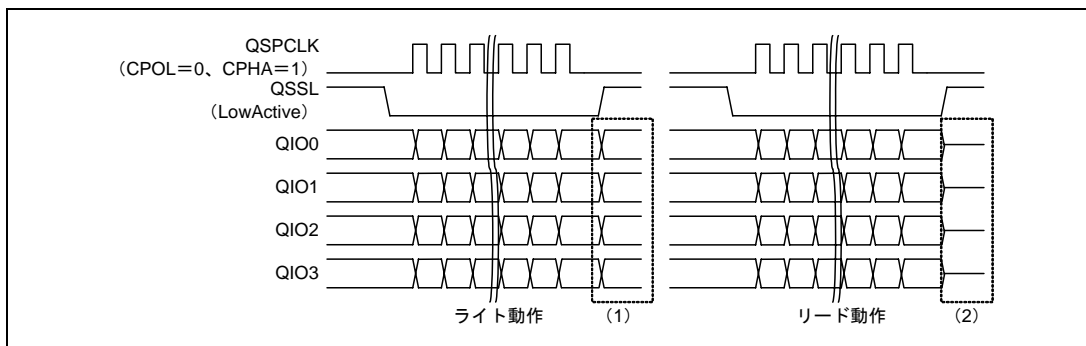 QSPCLK
（CPOL＝0、CPHA＝1）
QSSL
（LowActive）
QIO0
QIO1
QIO2
QIO3
ライト動作 （1） リード動作 （2）